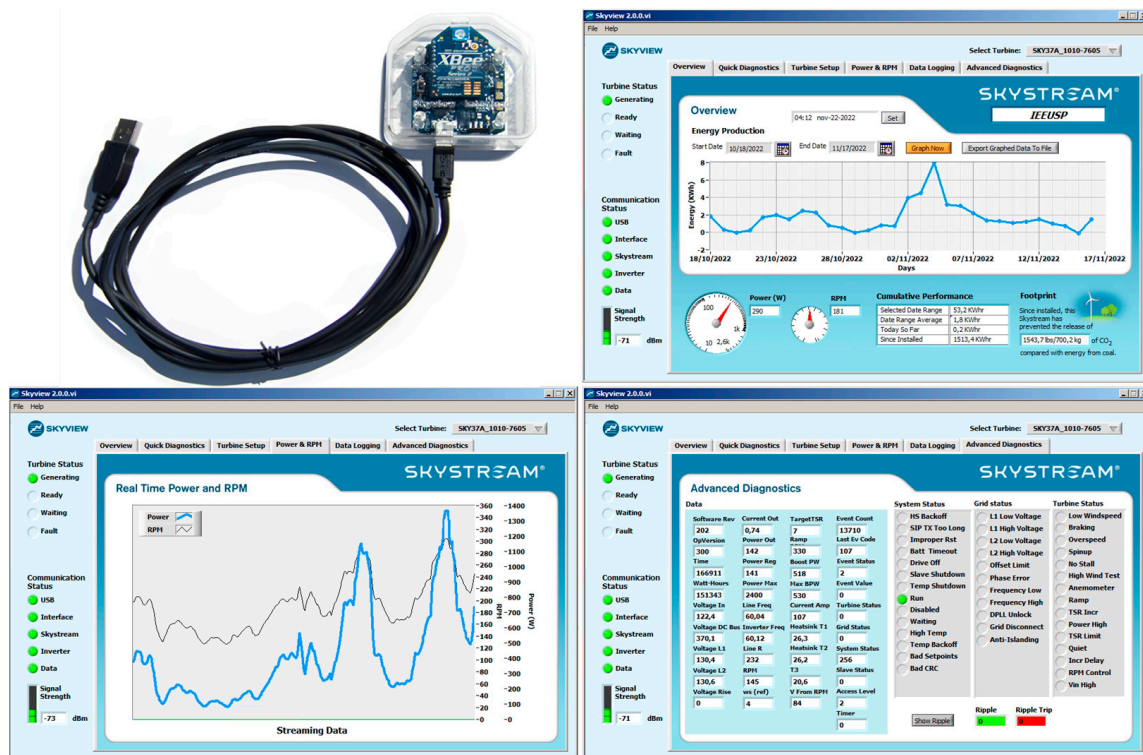 XBee
PRO
Series 2
Skyview 2.0.0.vi
File Help
SKYVIEW
Select Turbine: SKY37A_1010-7605
Overview Quick Diagnostics Turbine Setup Power & RPM Data Logging Advanced Diagnostics
Turbine Status
Generating
Ready
Waiting
Fault
Communication
Status
USB
Interface
Skystream
Inverter
Data
Signal
Strength
-71 dBm
SKYSTREAM®
IEEUSP
Overview
04:12 nov-22-2022 Set
Energy Production
Start Date 10/18/2022 End Date 11/17/2022 Graph Now Export Graphed Data To File
Energy (KWh)
8
6
4
2
0
-2
18/10/2022 23/10/2022 28/10/2022 02/11/2022 07/11/2022 12/11/2022 17/11/2022
Days
Power (W)
290
100
1k
10 2,6k
RPM
181
Cumulative Performance
Selected Date Range 53,2 KWhr
Date Range Average 1,8 KWhr
Today So Far 0,2 KWhr
Since Installed 1513,4 KWhr
Footprint
Since installed, this
Skystream has
prevented the release of
1543,7 lbs/700,2 kg of CO2
compared with energy from coal.
Skyview 2.0.0.vi
File Help
SKYVIEW
Select Turbine: SKY37A_1010-7605
Overview Quick Diagnostics Turbine Setup Power & RPM Data Logging Advanced Diagnostics
Turbine Status
Generating
Ready
Waiting
Fault
Communication
Status
USB
Interface
Skystream
Inverter
Data
Signal
Strength
-73 dBm
SKYSTREAM®
Real Time Power and RPM
Power
RPM
360 1400
340 1300
320 1200
300 1100
280 1000
260 900
240 800
220 700
200 600
180 500
160 400
140 300
120 200
100 100
80 0
60 -100
40 -200
20 -300
0
RPM
Power (W)
Streaming Data
Skyview 2.0.0.vi
File Help
SKYVIEW
Select Turbine: SKY37A_1010-7605
Overview Quick Diagnostics Turbine Setup Power & RPM Data Logging Advanced Diagnostics
Turbine Status
Generating
Ready
Waiting
Fault
Communication
Status
USB
Interface
Skystream
Inverter
Data
Signal
Strength
-71 dBm
SKYSTREAM®
Advanced Diagnostics
Data
Software Rev Current Out TargetTSR Event Count
202 0,74 7 13710
OpVersion Power Out Ramp Last Ev Code
300 142 330 107
Time Power Reg Boost PW Event Status
166911 141 518 2
Watt-Hours Power Max Max BPW Event Value
151343 2400 530 0
Voltage In Line Freq Current Amp Turbine Status
122,4 60,04 107 0
Voltage DC Bus Inverter Freq Heatsink T1 Grid Status
370,1 60,12 26,3 0
Voltage L1 Line R Heatsink T2 System Status
130,4 232 26,2 256
Voltage L2 RPM T3 Slave Status
130,6 145 20,6 0
Voltage Rise ws (ref) V From RPM Access Level
0 4 84 2
Timer
0
System Status
HS Backoff
SIP TX Too Long
Improper Rst
Batt Timeout
Drive Off
Slave Shutdown
Temp Shutdown
Run
Disabled
Waiting
High Temp
Temp Backoff
Bad Setpoints
Bad CRC
Grid status
L1 Low Voltage
L1 High Voltage
L2 Low Voltage
L2 High Voltage
Offset Limit
Phase Error
Frequency Low
Frequency High
DPLL Unlock
Grid Disconnect
Anti-Islanding
Turbine Status
Low Windspeed
Braking
Overspeed
Spinup
No Stall
High Wind Test
Anemometer
Ramp
TSR Incr
Power High
TSR Limit
Quiet
Incr Delay
RPM Control
Vin High
Show Ripple
Ripple
0
Ripple Trip